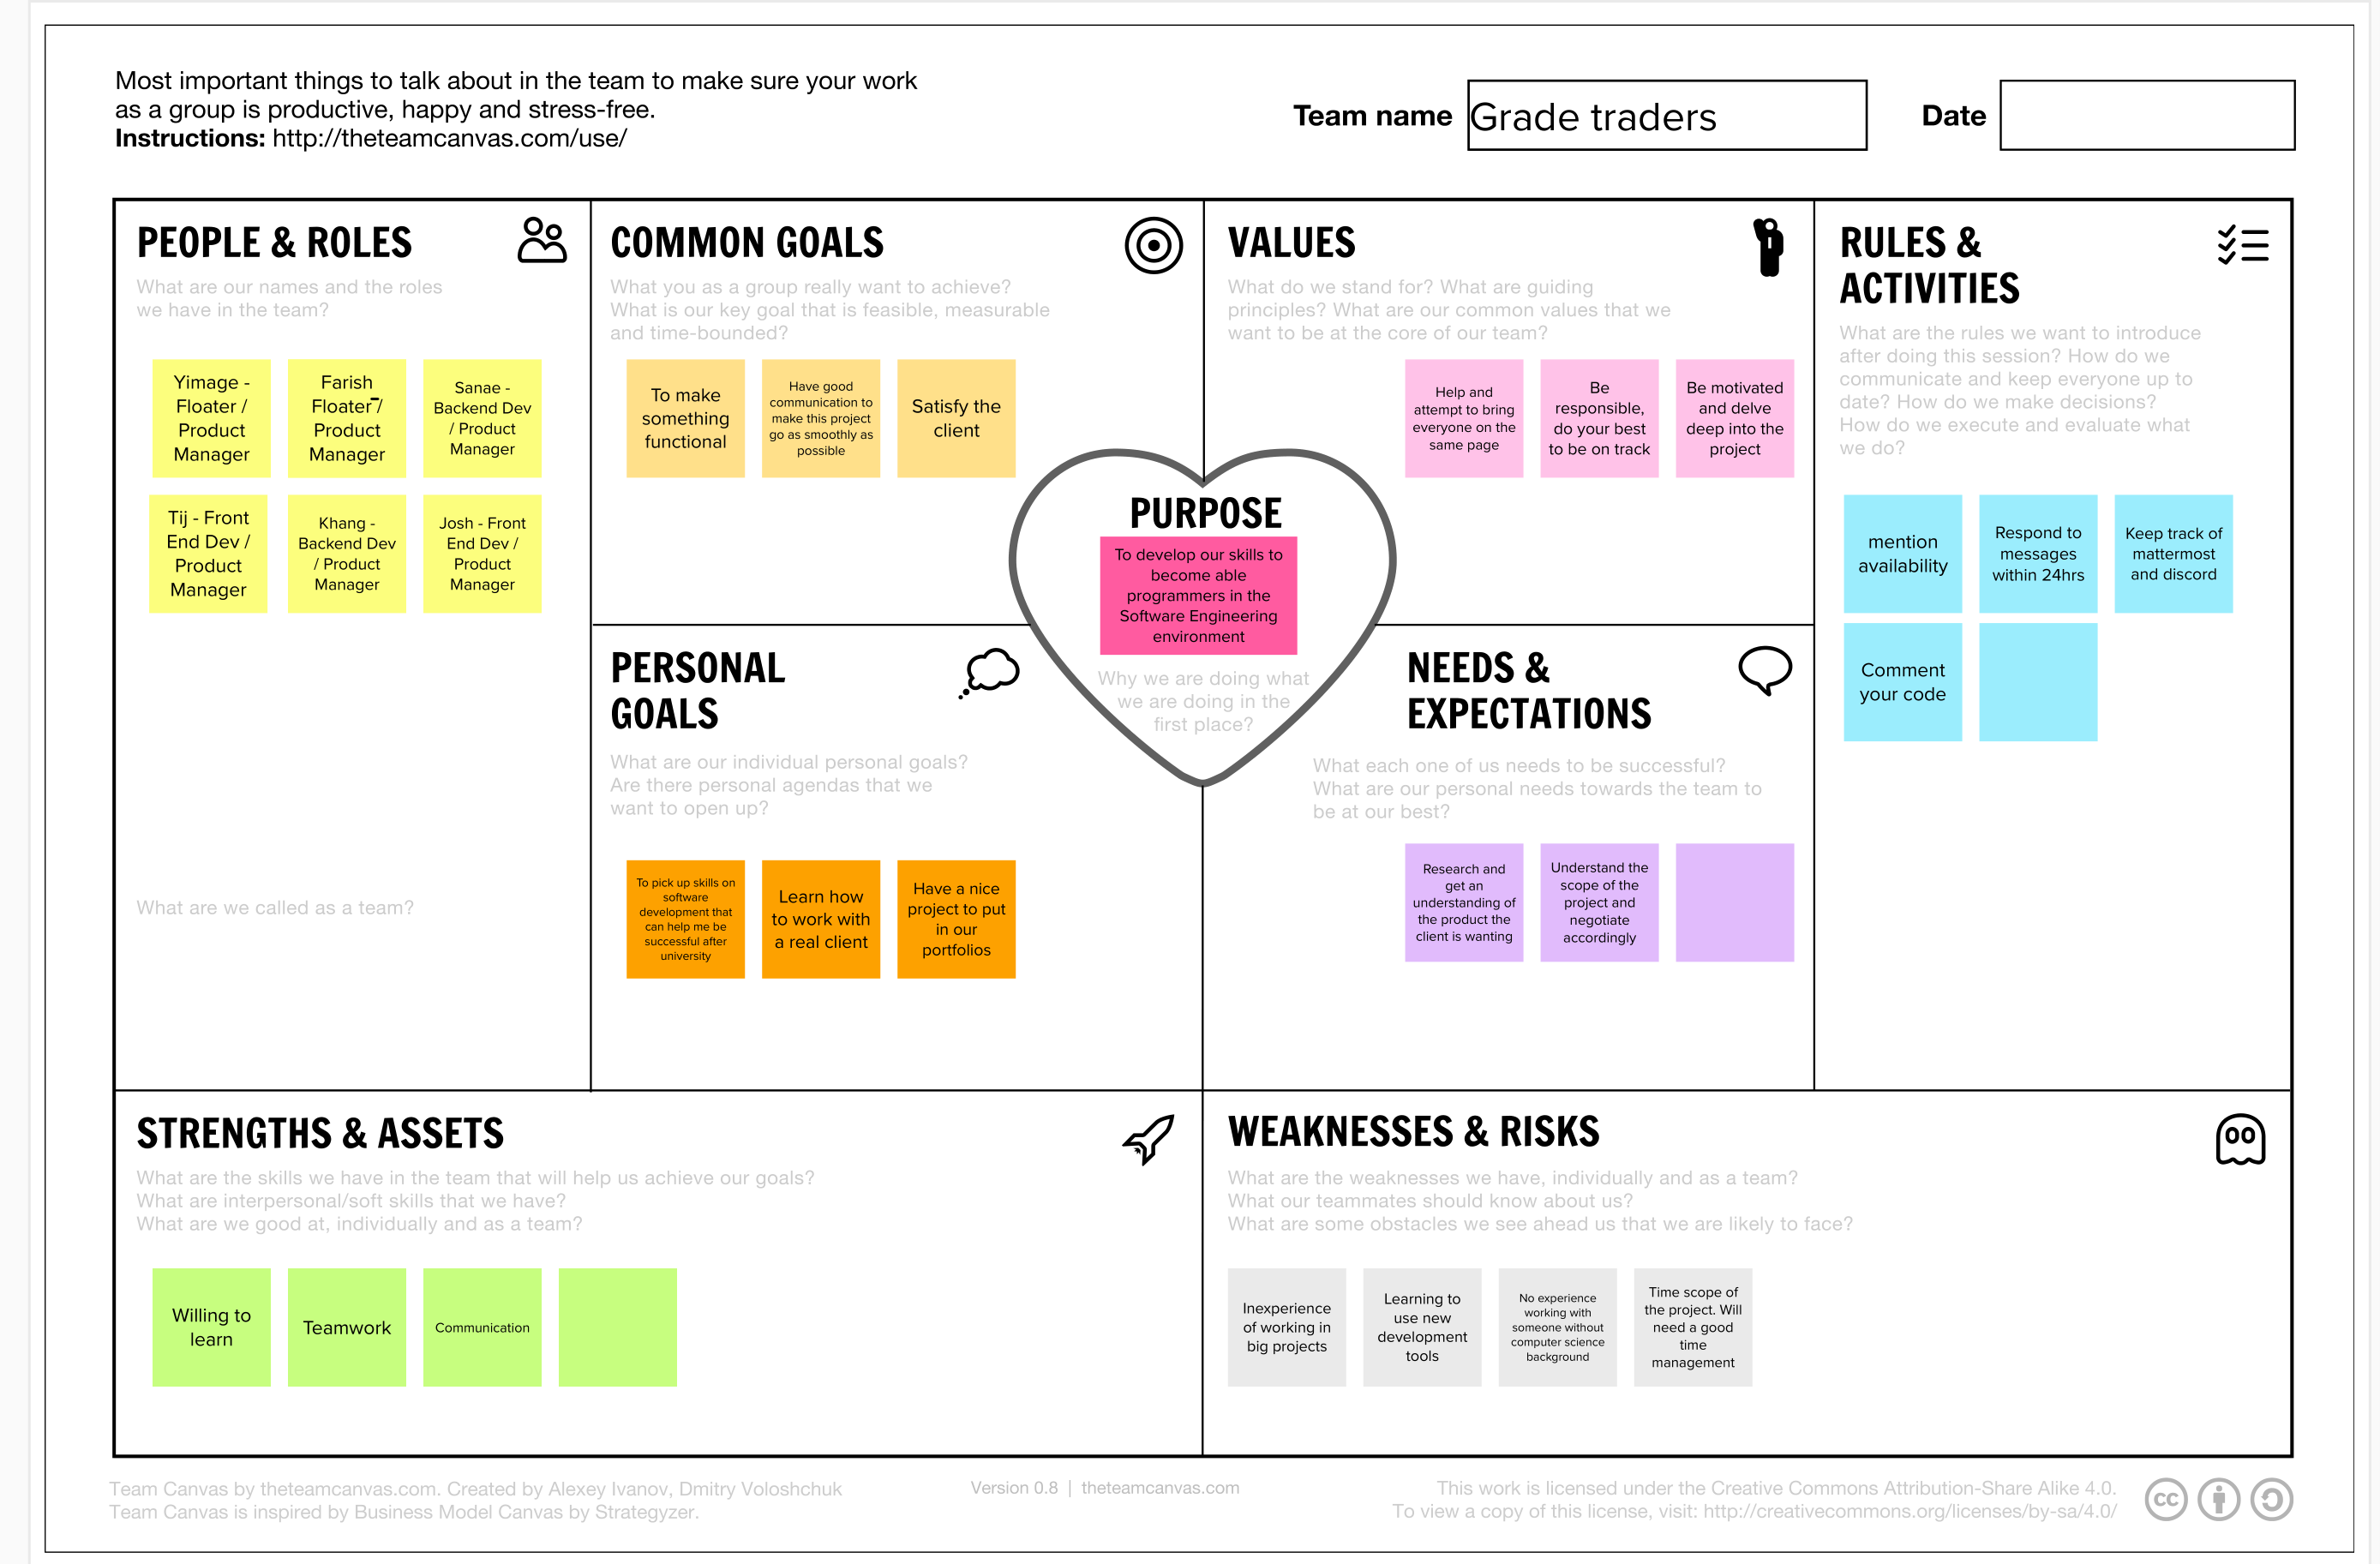 Most important things to talk about in the team to make sure your work
as a group is productive, happy and stress-free.
Instructions: http://theteamcanvas.com/use/
Team name
Grade traders
Date
PEOPLE & ROLES
What are our names and the roles
we have in the team?
Yimage -
Floater /
Product
Manager
Farish
Floater-/
Product
Manager
Sanae -
Backend Dev
/ Product
Manager
Tij - Front
End Dev /
Product
Manager
Khang -
Backend Dev
/ Product
Manager
Josh - Front
End Dev /
Product
Manager
What are we called as a team?
COMMON GOALS
What you as a group really want to achieve?
What is our key goal that is feasible, measurable
and time-bounded?
To make
something
functional
Have good
communication to
make this project
go as smoothly as
possible
Satisfy the
client
PERSONAL
GOALS
What are our individual personal goals?
Are there personal agendas that we
want to open up?
To pick up skills on
software
development that
can help me be
successful after
university
Learn how
to work with
a real client
Have a nice
project to put
in our
portfolios
PURPOSE
To develop our skills to
become able
programmers in the
Software Engineering
environment
Why we are doing what
we are doing in the
first place?
VALUES
What do we stand for? What are guiding
principles? What are our common values that we
want to be at the core of our team?
Help and
attempt to bring
everyone on the
same page
Be
responsible,
do your best
to be on track
Be motivated
and delve
deep into the
project
NEEDS &
EXPECTATIONS
What each one of us needs to be successful?
What are our personal needs towards the team to
be at our best?
Research and
get an
understanding of
the product the
client is wanting
Understand the
scope of the
project and
negotiate
accordingly
RULES &
ACTIVITIES
What are the rules we want to introduce
after doing this session? How do we
communicate and keep everyone up to
date? How do we make decisions?
How do we execute and evaluate what
we do?
mention
availability
Respond to
messages
within 24hrs
Keep track of
mattermost
and discord
Comment
your code
STRENGTHS & ASSETS
What are the skills we have in the team that will help us achieve our goals?
What are interpersonal/soft skills that we have?
What are we good at, individually and as a team?
Willing to
learn
Teamwork
Communication
WEAKNESSES & RISKS
What are the weaknesses we have, individually and as a team?
What our teammates should know about us?
What are some obstacles we see ahead us that we are likely to face?
Inexperience
of working in
big projects
Learning to
use new
development
tools
No experience
working with
someone without
computer science
background
Time scope of
the project. Will
need a good
time
management
Team Canvas by theteamcanvas.com. Created by Alexey Ivanov, Dmitry Voloshchuk
Team Canvas is inspired by Business Model Canvas by Strategyzer.
Version 0.8 | theteamcanvas.com
This work is licensed under the Creative Commons Attribution-Share Alike 4.0.
To view a copy of this license, visit: http://creativecommons.org/licenses/by-sa/4.0/
cc